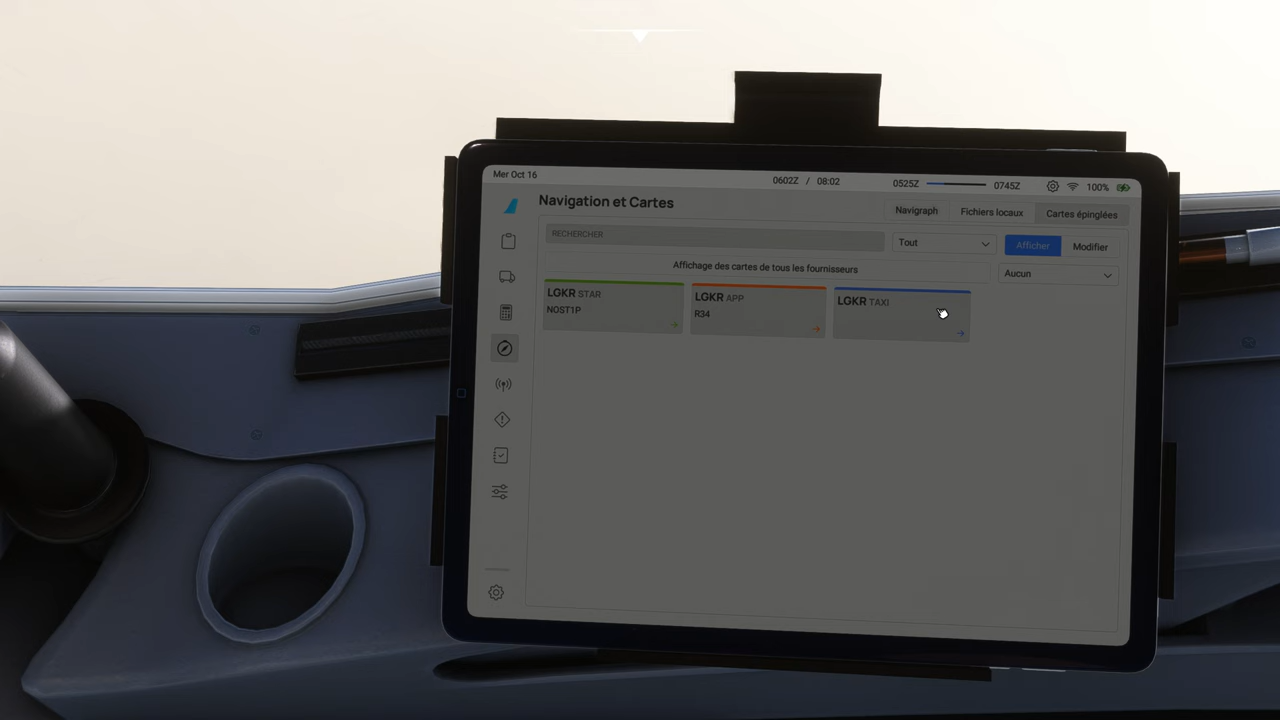 Mer Oct 16
0602Z / 08:02
0525Z
0745Z
100%
Navigation et Cartes
Navigraph
Fichiers locaux
Cartes épinglées
RECHERCHER
Tout
Afficher
Modifier
Affichage des cartes de tous les fournisseurs
Aucun
LGKR STAR
NOST1P
LGKR APP
R34
LGKR TAXI